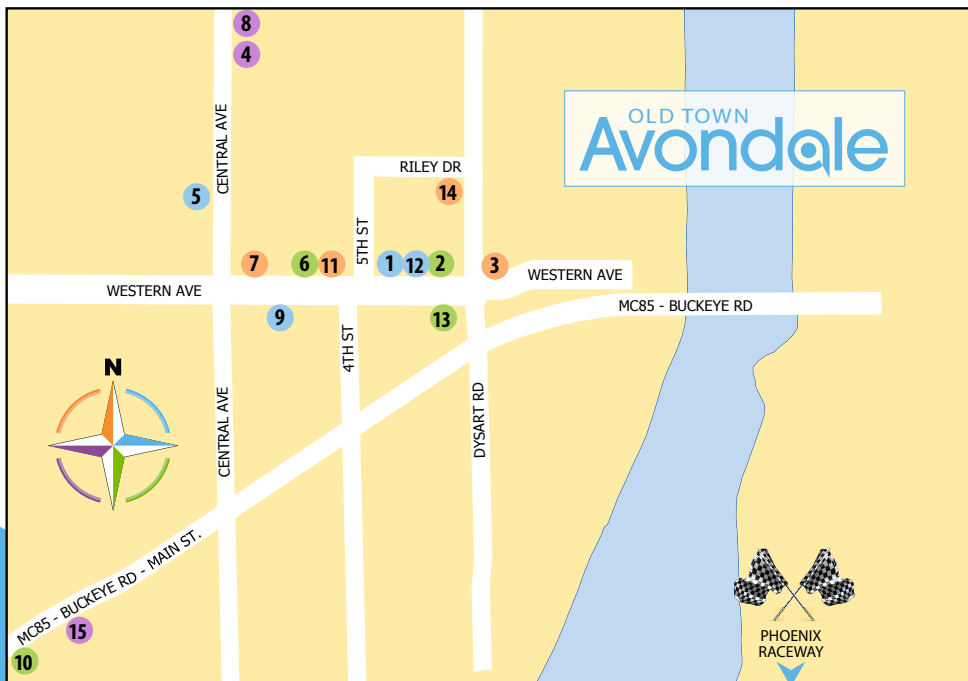 8
4
OLD TOWN
Avondale
CENTRAL AVE
RILEY DR
5
14
5TH ST
7
6
11
1
12
2
3
WESTERN AVE
WESTERN AVE
MC85 - BUCKEYE RD
9
13
4TH ST
N
CENTRAL AVE
DYSART RD
MC85 - BUCKEYE RD - MAIN ST.
15
10
PHOENIX
RACEWAY